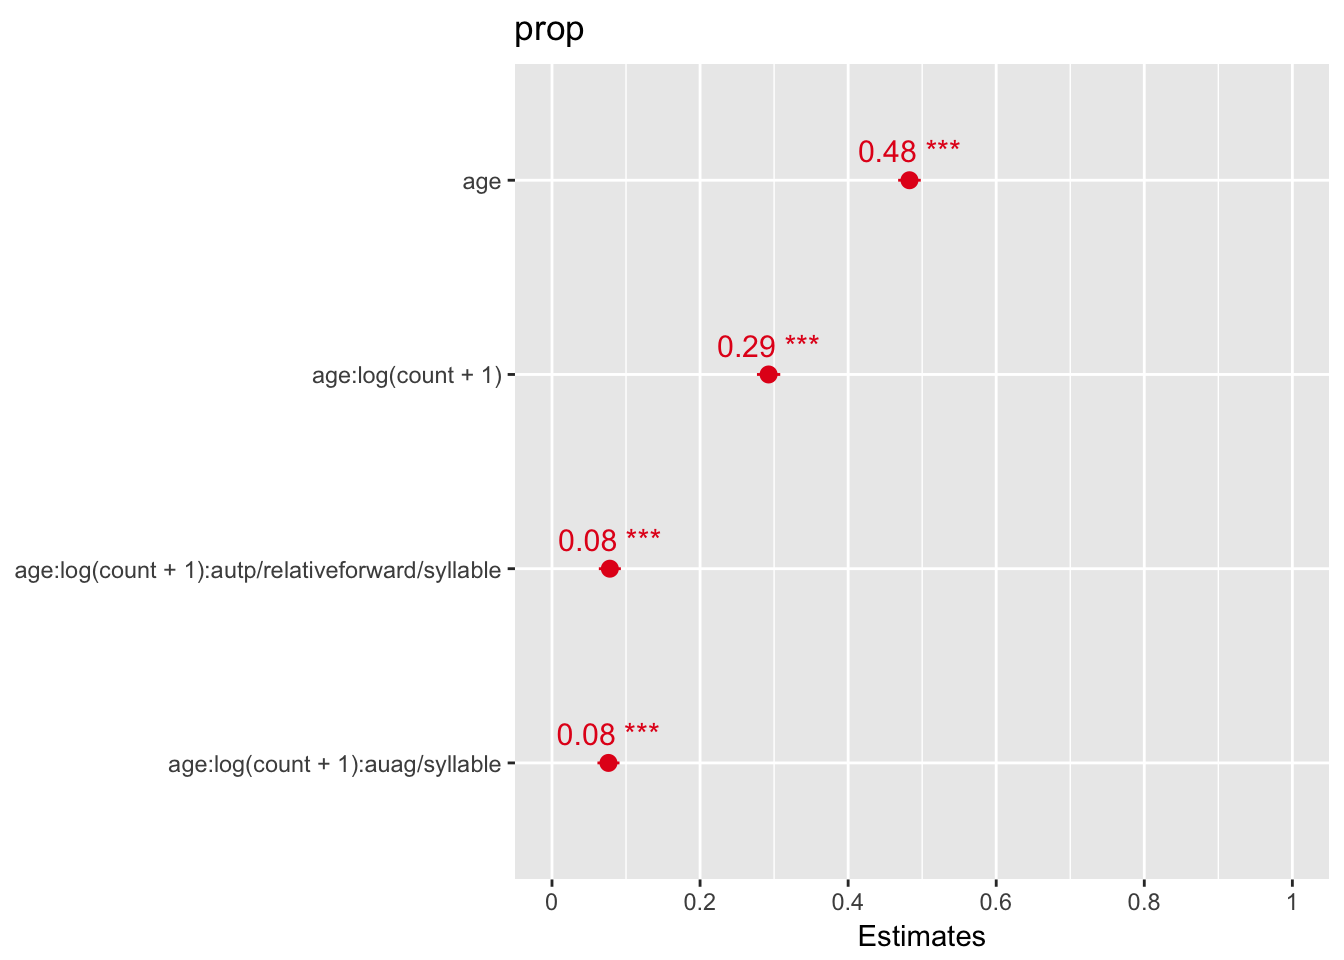 prop
0.48 ***
age
0.29 ***
age:log(count + 1)
0.08 ***
age:log(count + 1):autp/relativeforward/syllable
0.08 ***
age:log(count + 1):auag/syllable
0 0.2 0.4 0.6 0.8 1
Estimates